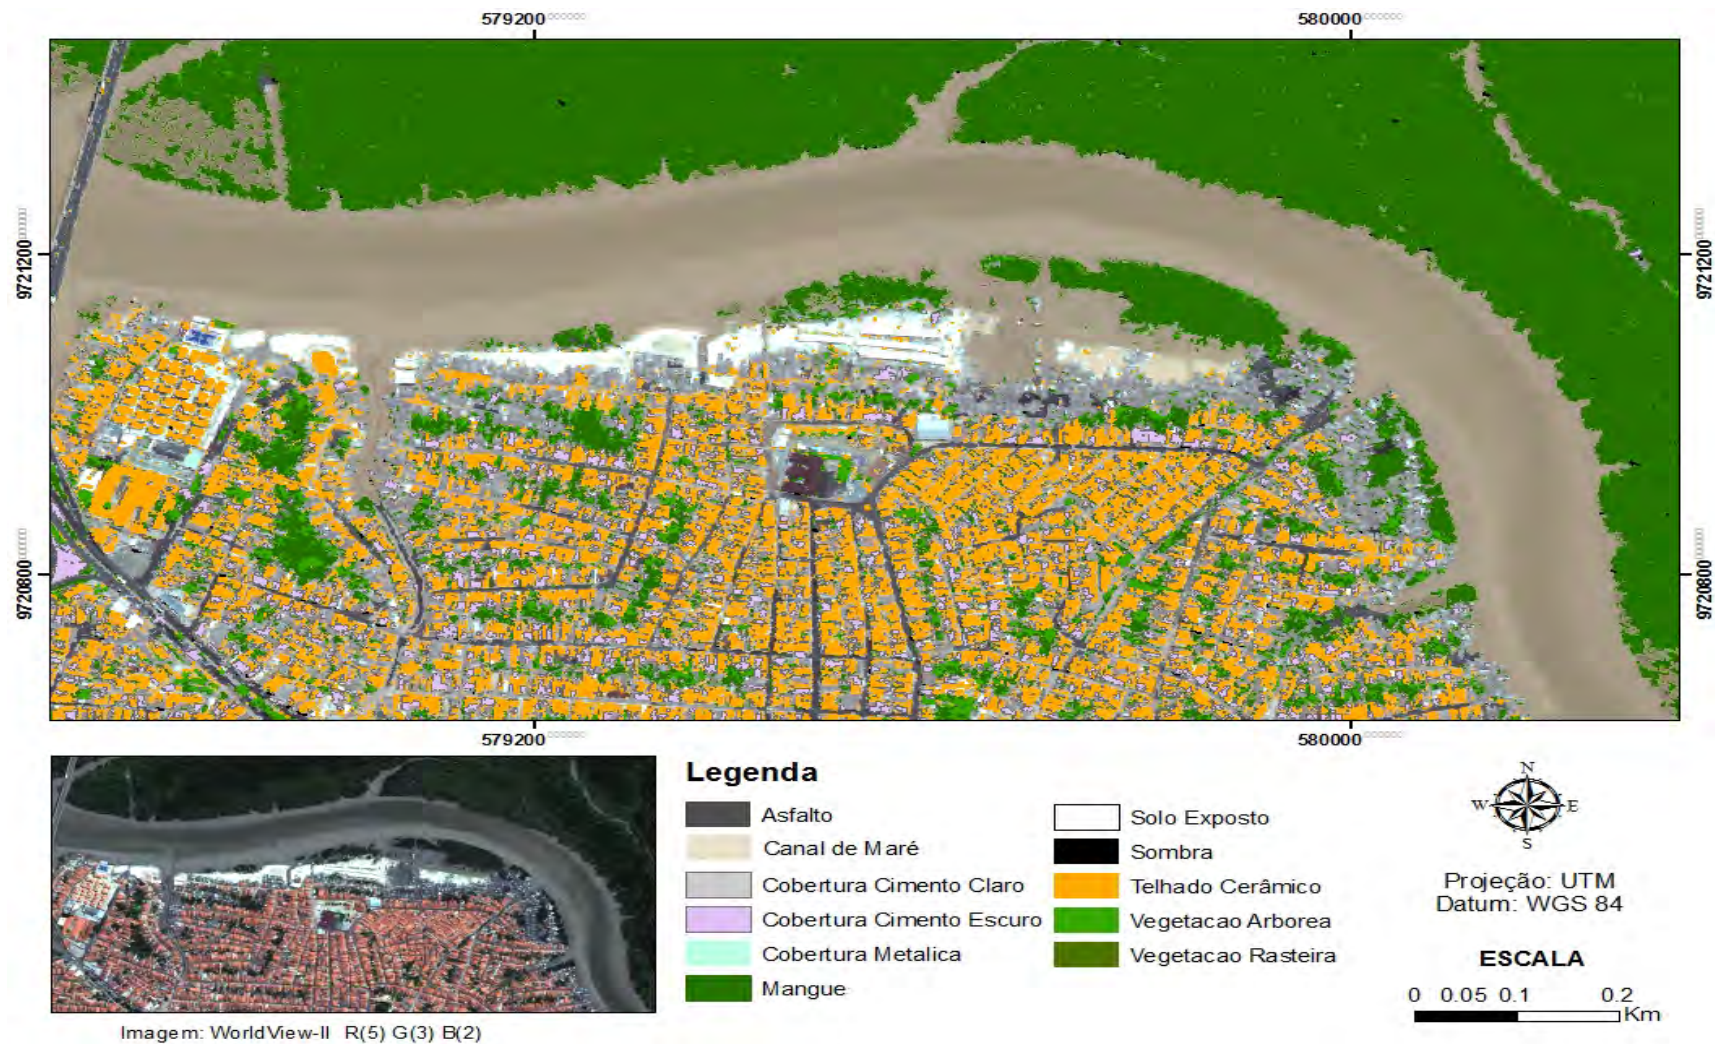 579200 580000
9721200 9721200
9720800 9720800
579200 580000
Legenda
Asfalto
Canal de Maré
Cobertura Cimento Claro
Cobertura Cimento Escuro
Cobertura Metalica
Mangue
Solo Exposto
Sombra
Telhado Cerâmico
Vegetacao Arborea
Vegetacao Rasteira
N
W E
S
Projeção: UTM
Datum: WGS 84
ESCALA
0 0.05 0.1 0.2
Km
Imagem: WorldView-II R(5) G(3) B(2)